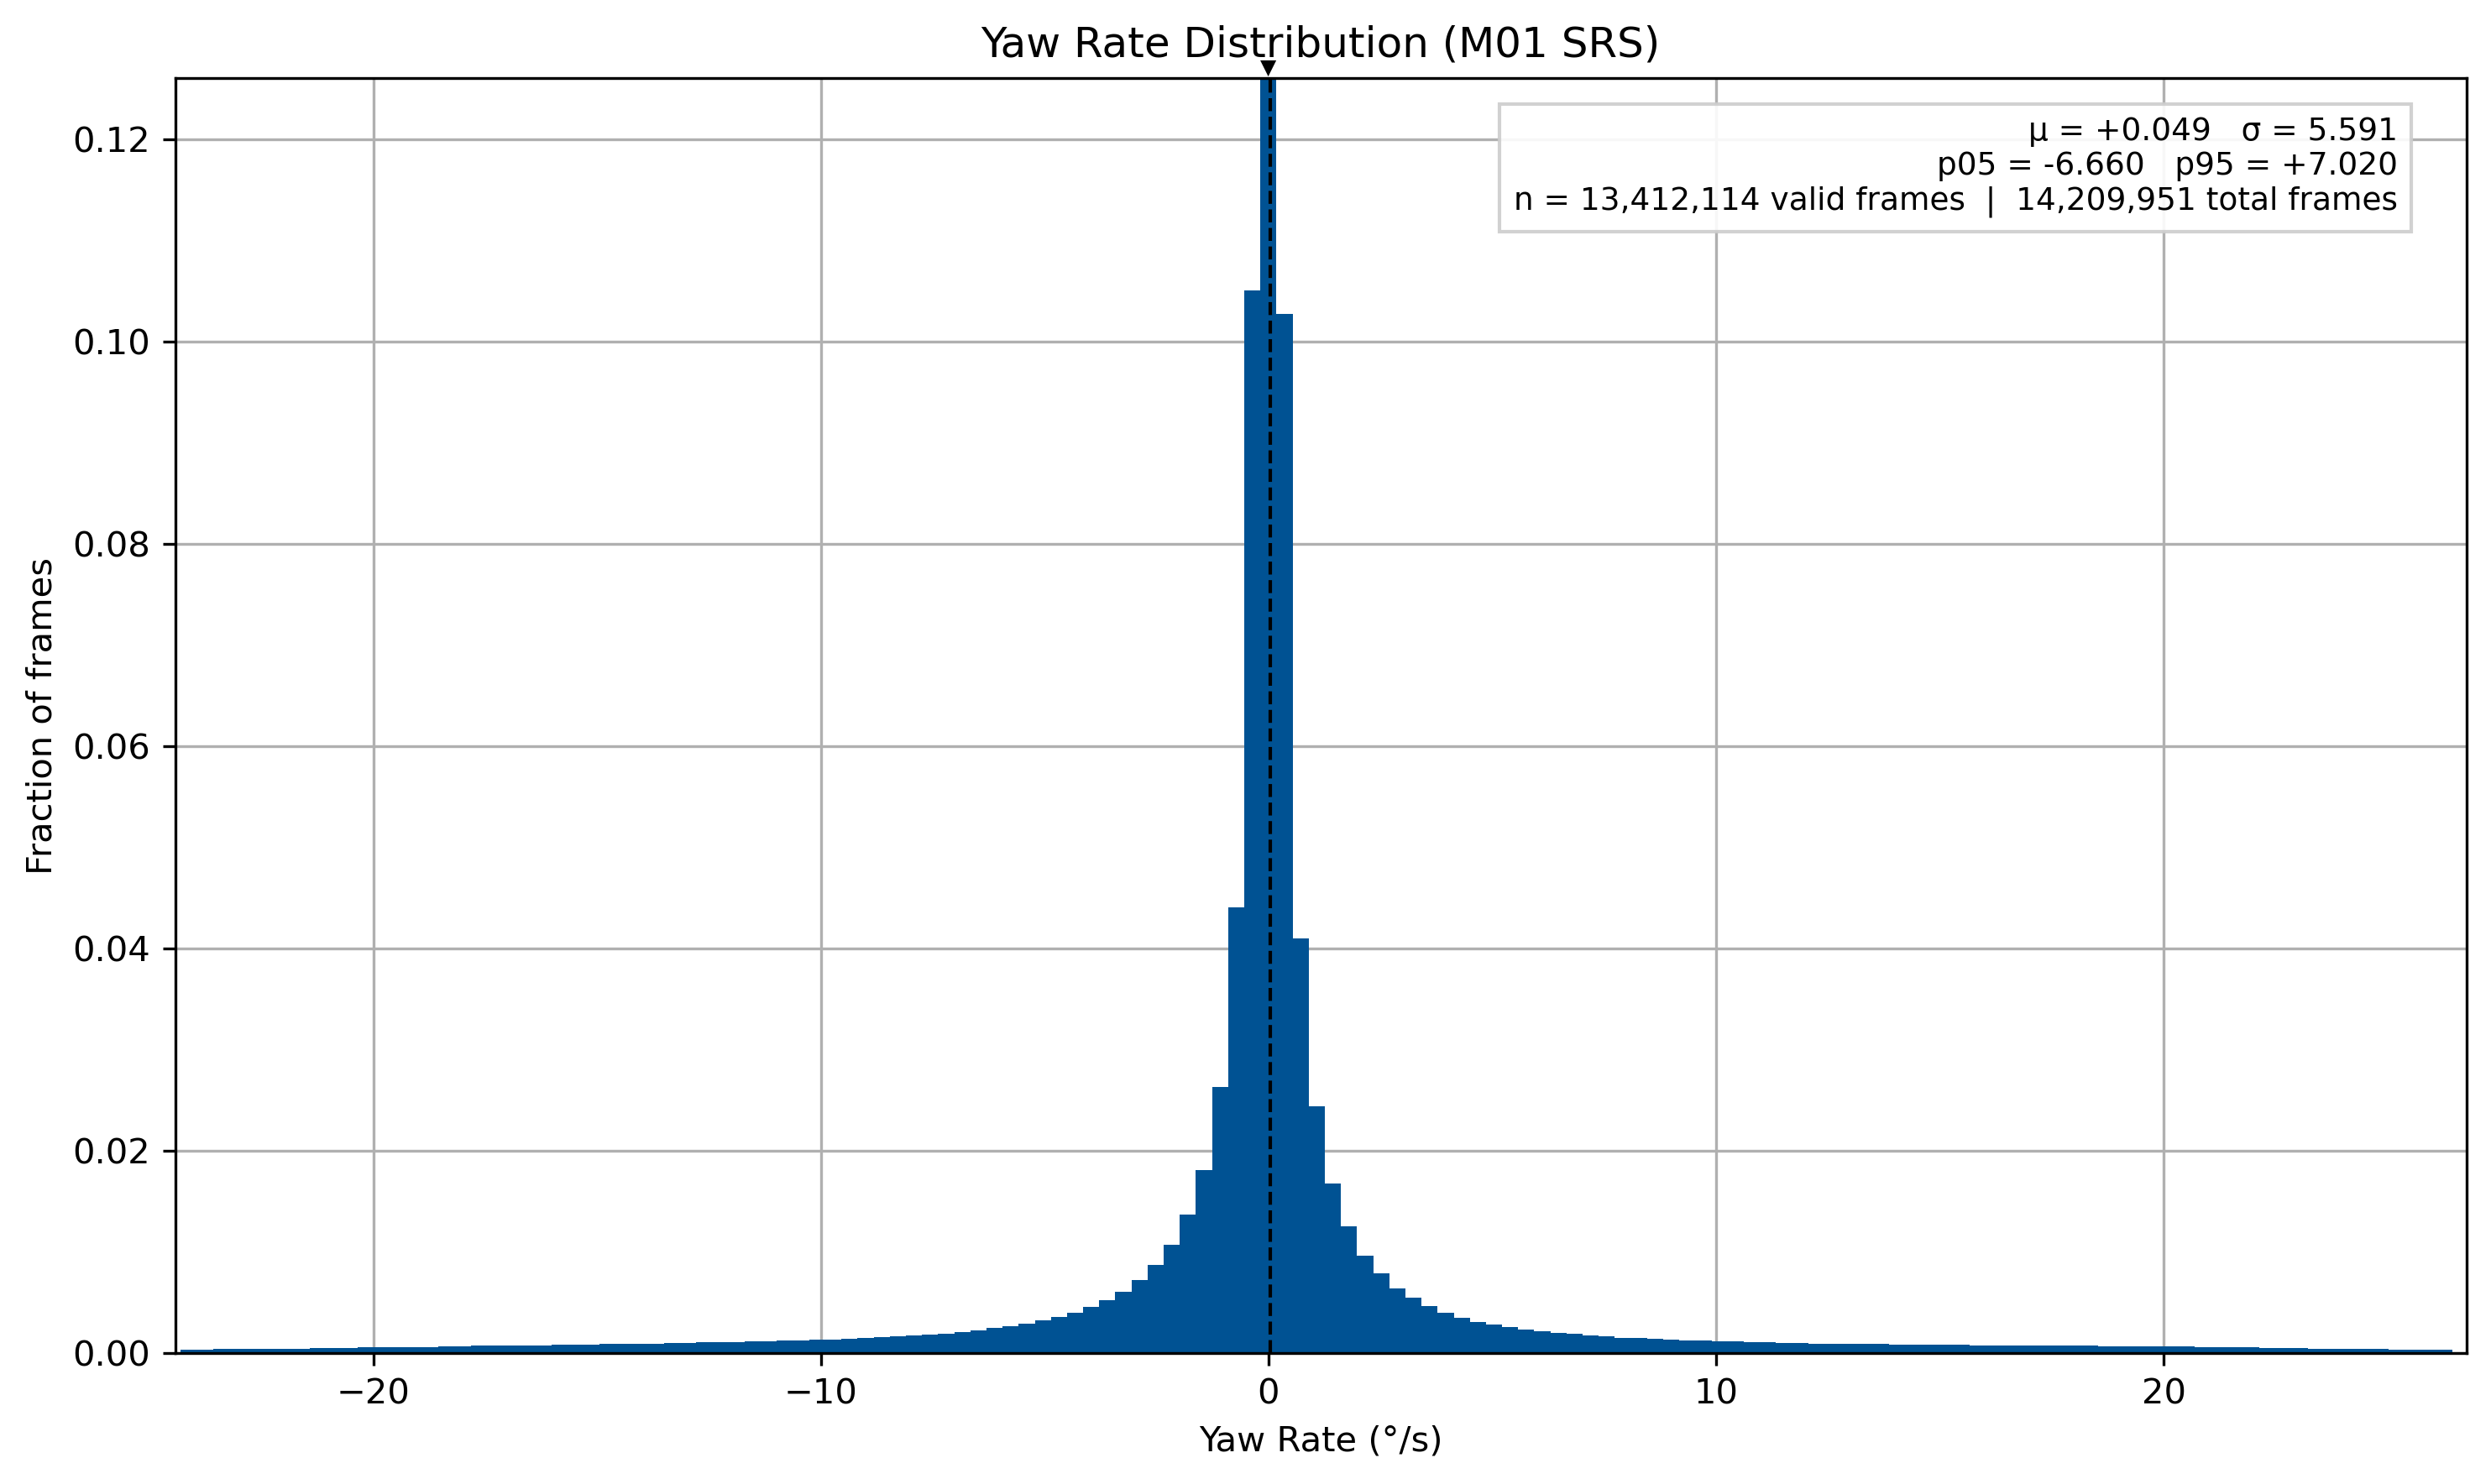 Yaw Rate Distribution (M01 SRS)
μ = +0.049   σ = 5.591
p05 = -6.660   p95 = +7.020
n = 13,412,114 valid frames  |  14,209,951 total frames
0.12
0.10
0.08
0.06
0.04
0.02
0.00
Fraction of frames
−20
−10
0
10
20
Yaw Rate (°/s)